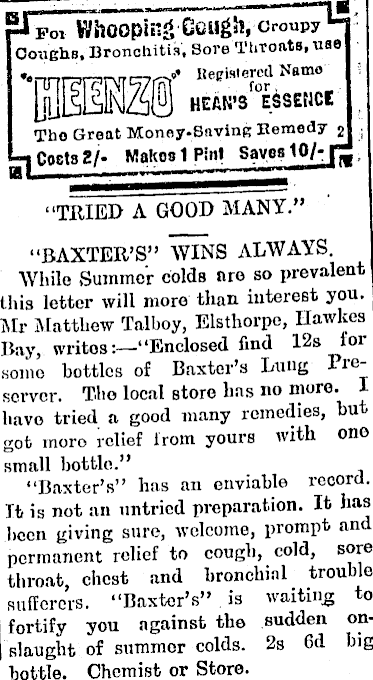 For Whooping Cough, Croupy
Coughs, Bronchitis, Sore Throats, use
"HEENZO"
Registered Name
for
HEAN'S ESSENCE
The Great Money-Saving Remedy 2
Costs 2/- Makes 1 Pint Saves 10/-
"TRIED A GOOD MANY."
"BAXTER'S" WINS ALWAYS.
While Summer colds are so prevalent
this letter will more than interest you.
Mr Matthew Talboy, Elsthorpe, Hawkes
Bay, writes:—"Enclosed find 12s for
some bottles of Baxter's Lung Pre-
server. The local store has no more. I
have tried a good many remedies, but
got more relief from yours with one
small bottle."
"Baxter's" has an enviable record.
It is not an untried preparation. It has
been giving sure, welcome, prompt and
permanent relief to cough, cold, sore
throat, chest and bronchial trouble
sufferers. "Baxter's" is waiting to
fortify you against the sudden on-
slaught of summer colds. 2s 6d big
bottle. Chemist or Store.